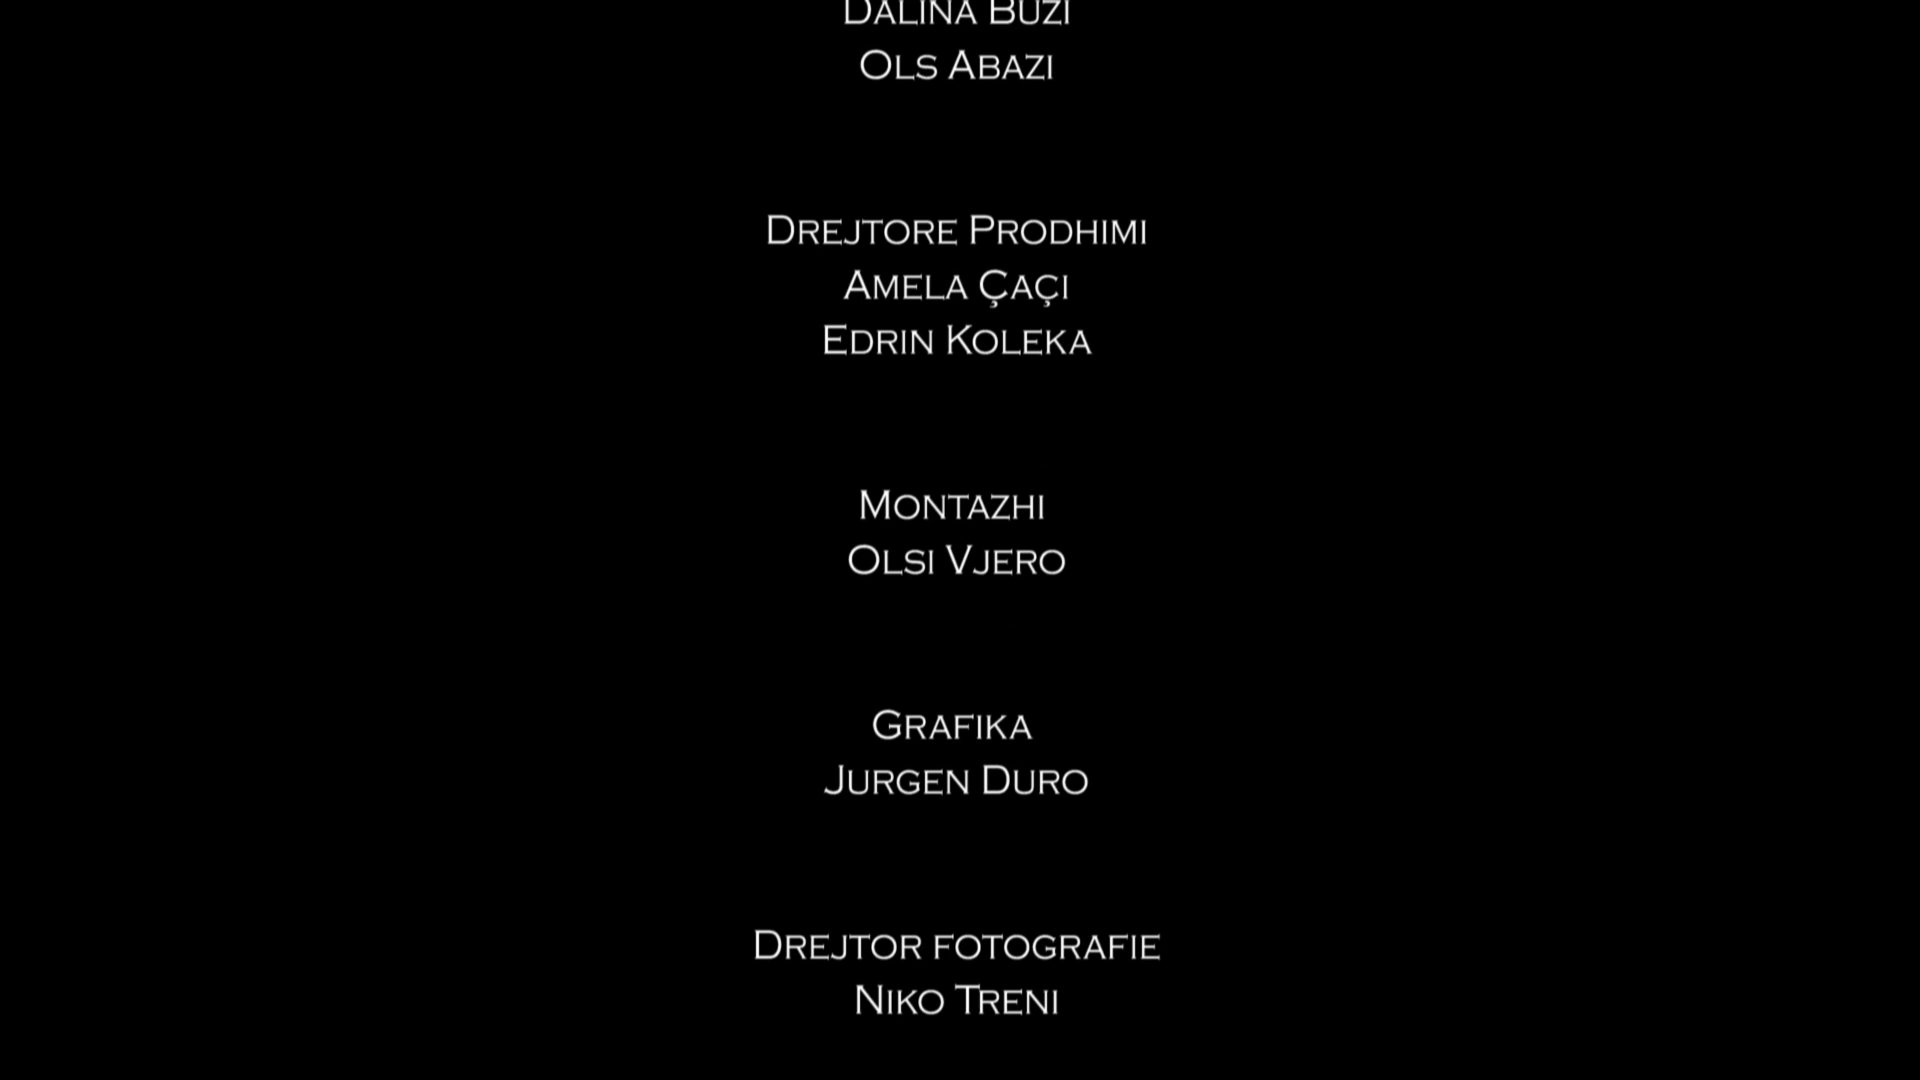 Dalina Buzi
Ols Abazi
Drejtore Prodhimi
Amela Çaçi
Edrin Koleka
Montazhi
Olsi Vjero
Grafika
Jurgen Duro
Drejtor fotografie
Niko Treni